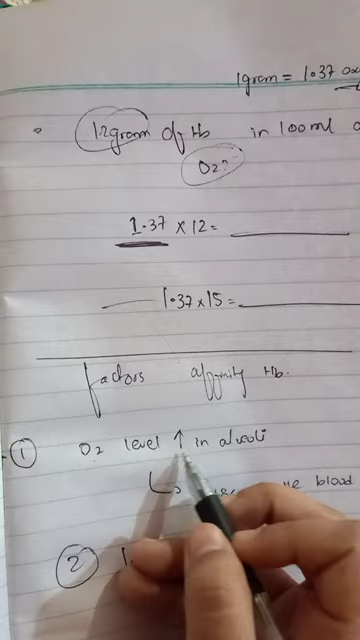 1gram = 1.37
12gram of Hb in 100ml
O2?
1.37 × 12 =
1.37 × 15 =
factors affinity Hb.
① O2 level ↑ in alveoli
↳ blood
② 1.